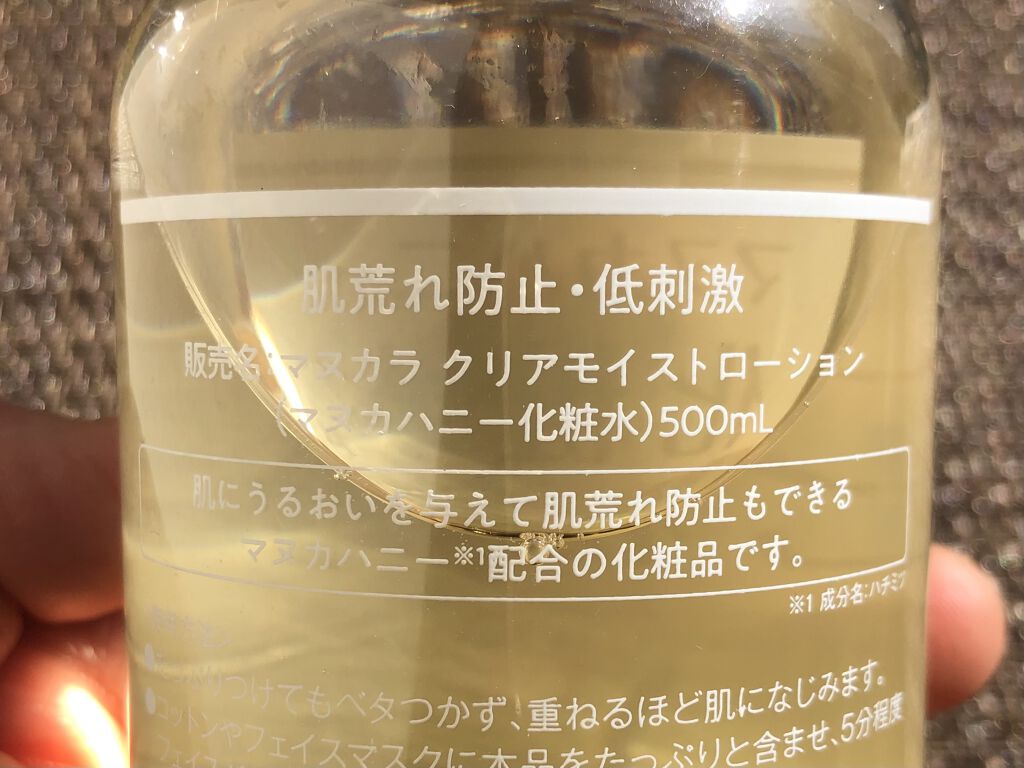 肌荒れ防止・低刺激
販売名:マヌカラ クリアモイストローション
(マヌカハニー化粧水)500mL
肌にうるおいを与えて肌荒れ防止もできる
マヌカハニー※1配合の化粧品です。
※1 成分名:ハチミツ
●たっぷりつけてもベタつかず、重ねるほど肌になじみます。
●コットンやフェイスマスクに本品をたっぷりと含ませ、5分程度